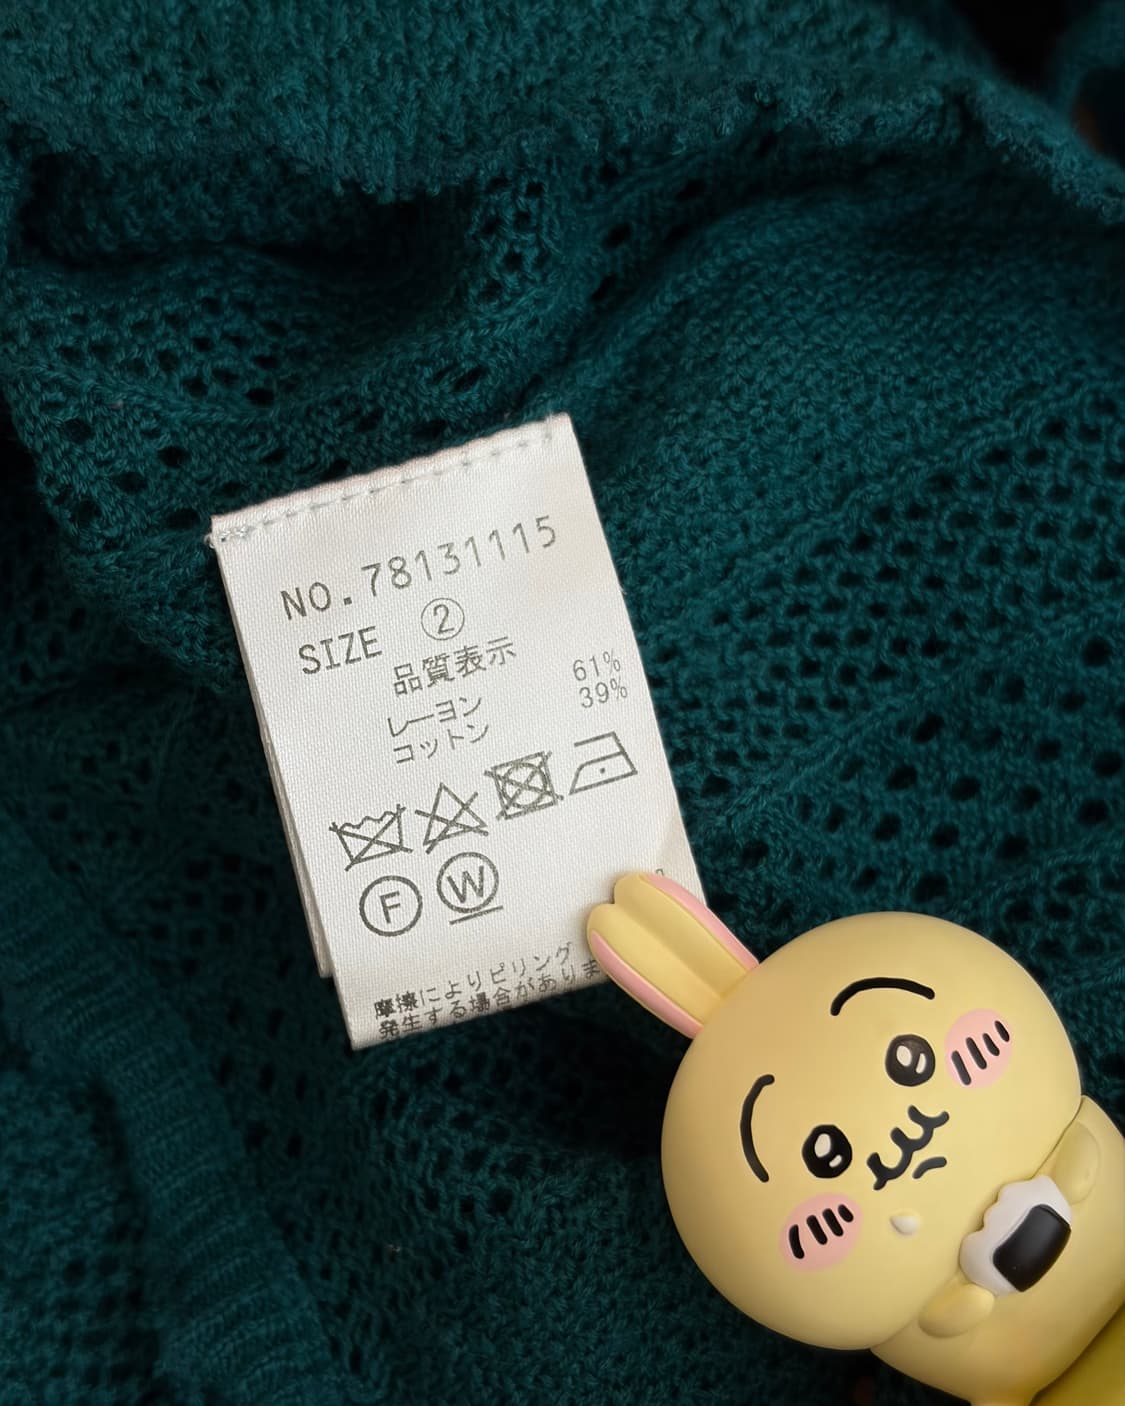 NO.78131115
SIZE ②
品質表示
レーヨン 61%
コットン 39%
F W
摩擦によりピリング
発生する場合がありま